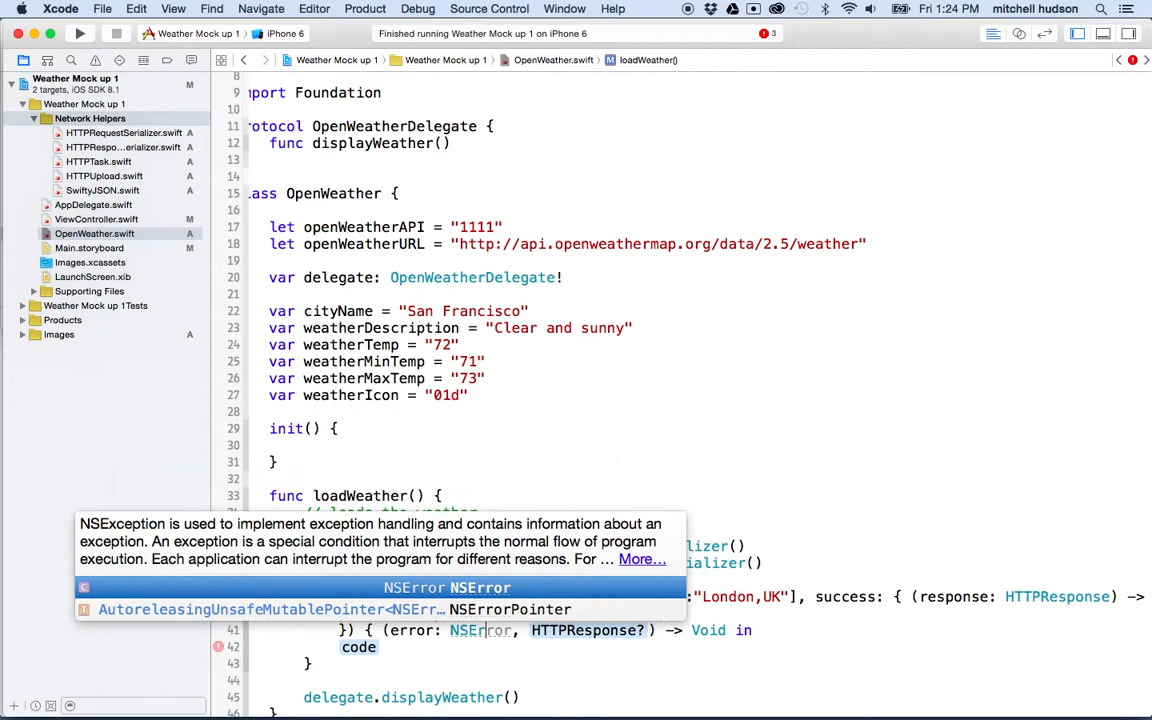 Xcode File Edit View Find Navigate Editor Product Debug Source Control Window Help Fri 1:24 PM mitchell hudson
Weather Mock up 1 iPhone 6 Finished running Weather Mock up 1 on iPhone 6 3
Weather Mock up 1 Weather Mock up 1 OpenWeather.swift M loadWeather()
Weather Mock up 1 M
2 targets, iOS SDK 8.1
Weather Mock up 1
Network Helpers
HTTPRequestSerializer.swift A
HTTPRespo...erializer.swift A
HTTPTask.swift A
HTTPUpload.swift A
SwiftyJSON.swift A
AppDelegate.swift
ViewController.swift M
OpenWeather.swift A
Main.storyboard M
Images.xcassets
LaunchScreen.xib
Supporting Files
Weather Mock up 1Tests
Products
Images A
8
9 mport Foundation
10
11 rotocol OpenWeatherDelegate {
12 func displayWeather()
13
14
15 lass OpenWeather {
16
17 let openWeatherAPI = "1111"
18 let openWeatherURL = "http://api.openweathermap.org/data/2.5/weather"
19
20 var delegate: OpenWeatherDelegate!
21
22 var cityName = "San Francisco"
23 var weatherDescription = "Clear and sunny"
24 var weatherTemp = "72"
25 var weatherMinTemp = "71"
26 var weatherMaxTemp = "73"
27 var weatherIcon = "01d"
28
29 init() {
30
31 }
32
33 func loadWeather() {
NSException is used to implement exception handling and contains information about an
execution. An exception is a special condition that interrupts the normal flow of program
execution. Each application can interrupt the program for different reasons. For ... More...
lizer()
ializer()
C NSError NSError
T AutoreleasingUnsafeMutablePointer<NSErr... NSErrorPointer
:"London,UK"], success: { (response: HTTPResponse) ->
41 }) { (error: NSError, HTTPResponse?) -> Void in
42 code
43 }
44
45 delegate.displayWeather()
46 }